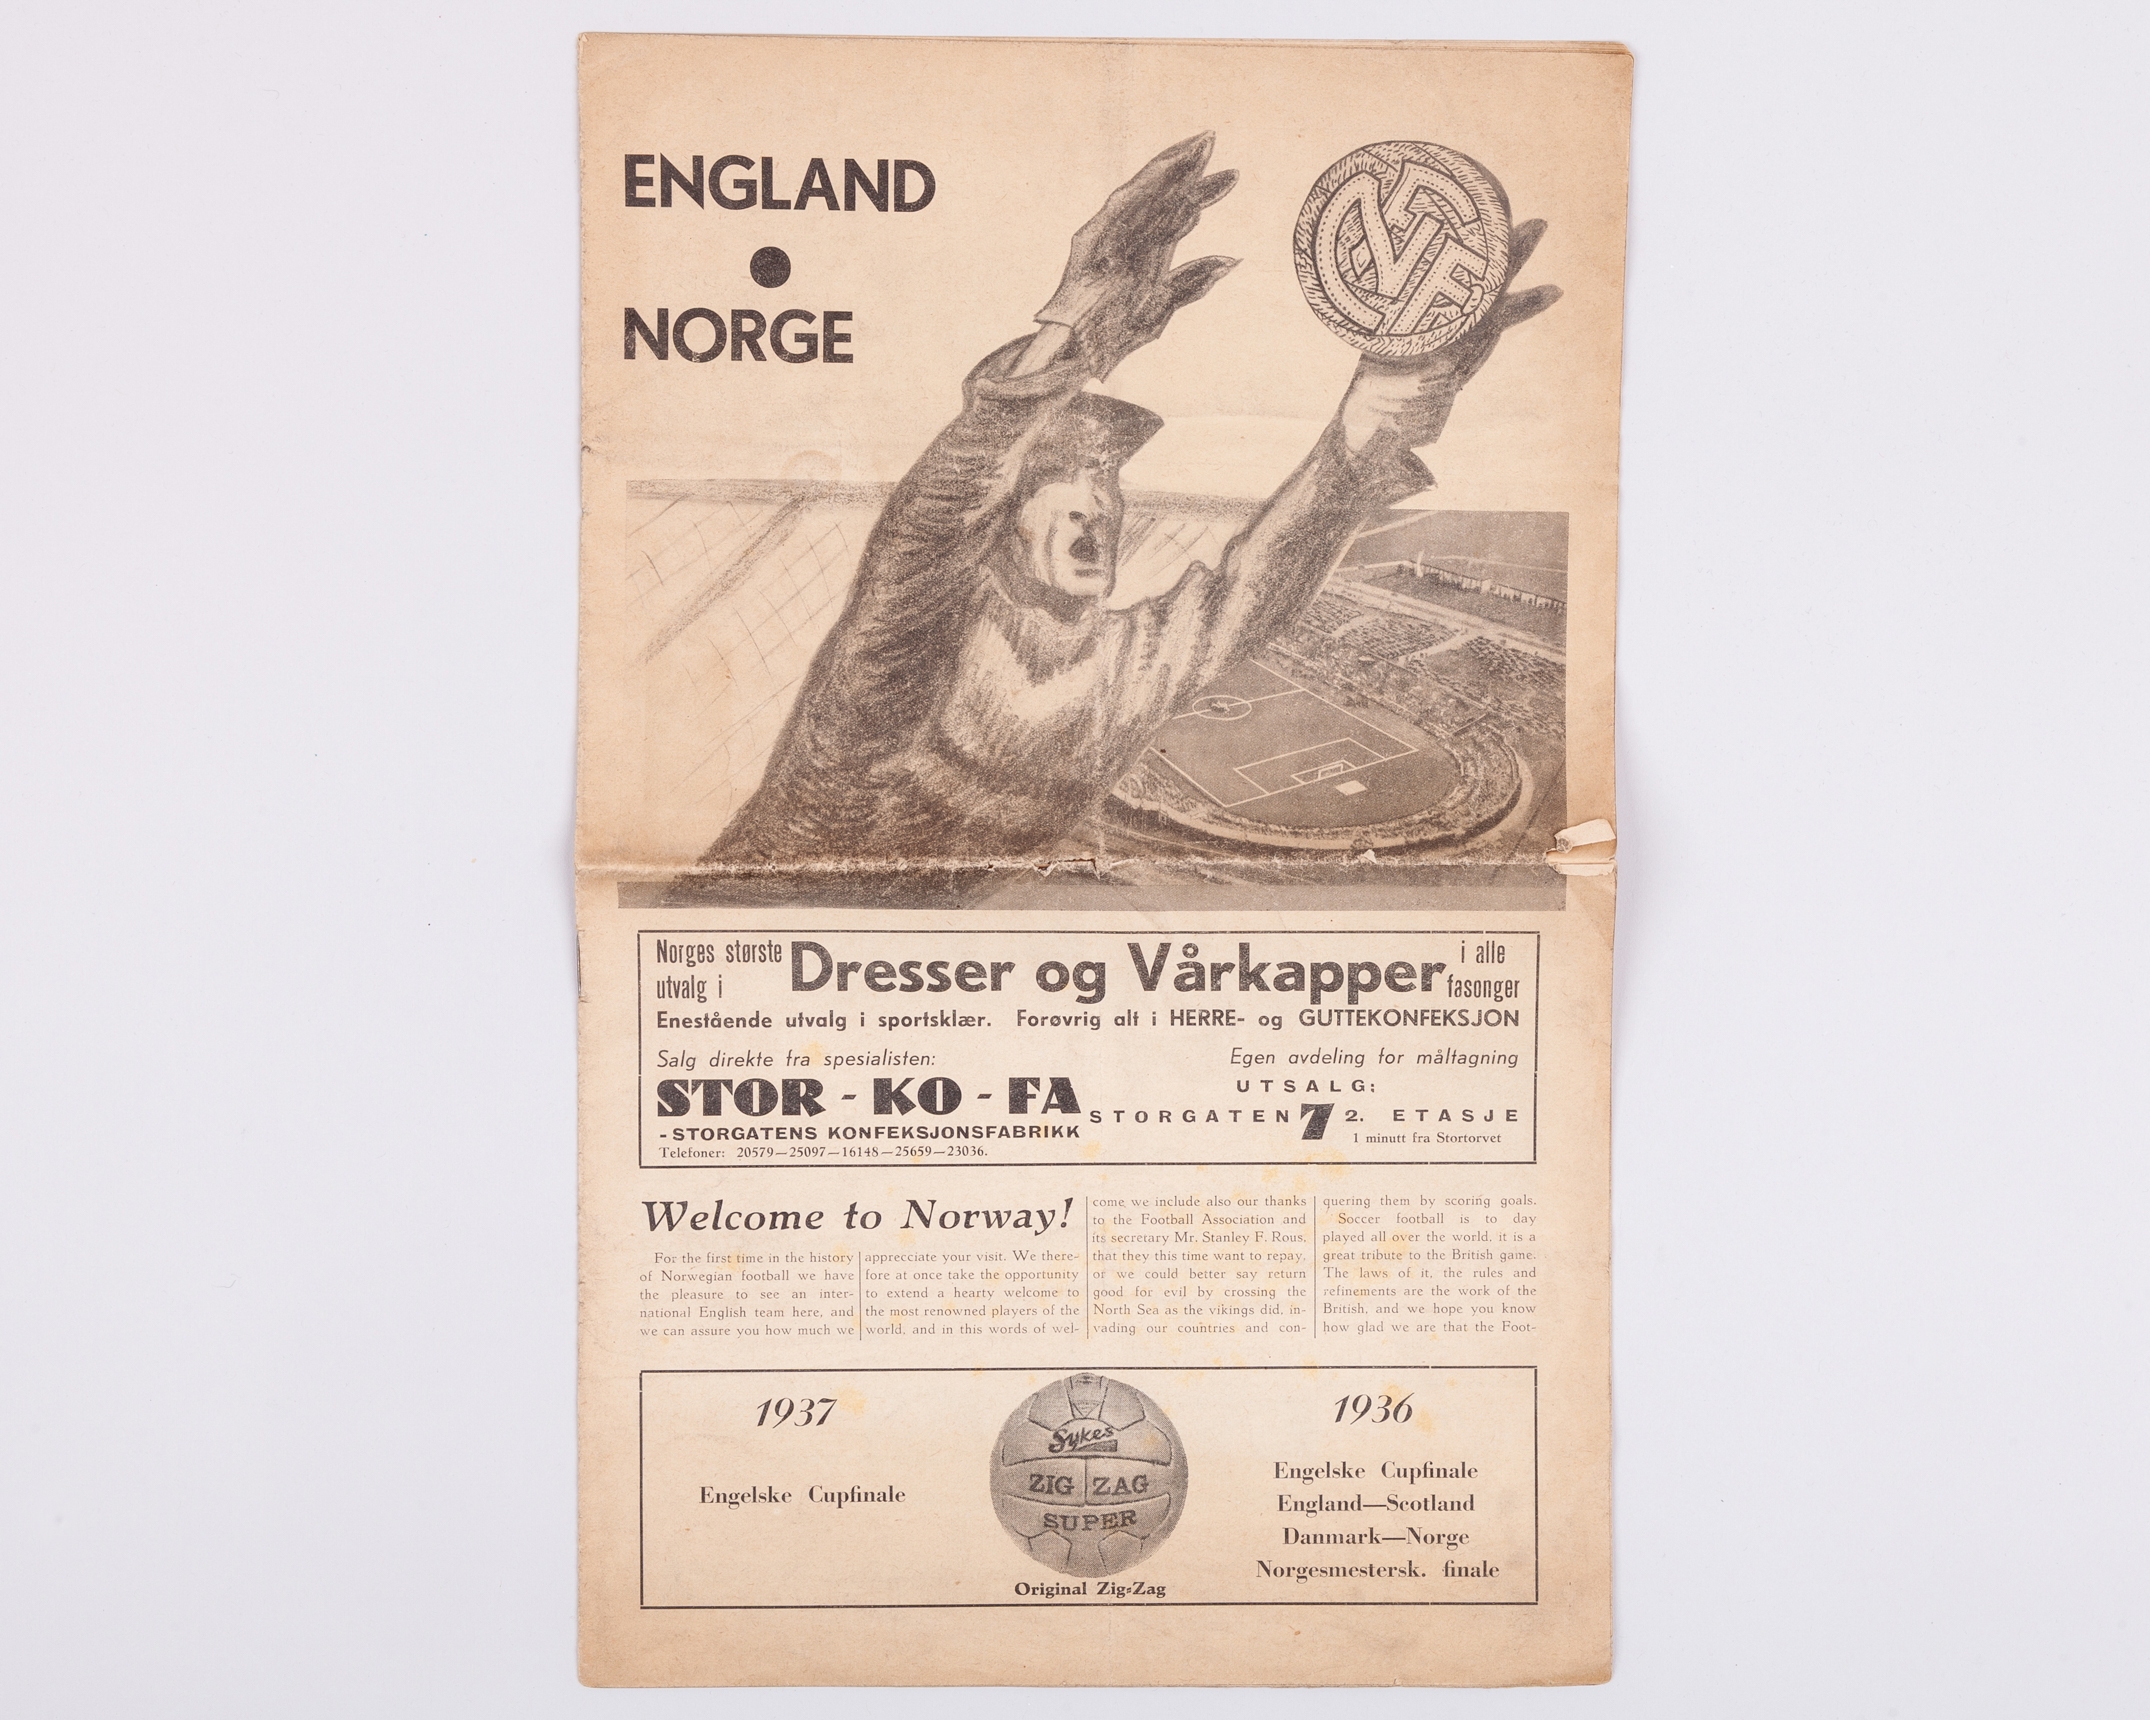 ENGLAND
NORGE
NFF
Norges største
utvalg i
Dresser og Vårkapper
i alle
fasonger
Enestående utvalg i sportsklær. Forøvrig alt i HERRE- og GUTTEKONFEKSJON
Salg direkte fra spesialisten:
STOR - KO - FA
- STORGATENS KONFEKSJONSFABRIKK
Telefoner: 20579—25097—16148—25659—23036.
Egen avdeling for måltagning
UTSALG:
STORGATEN 7 2. ETASJE
1 minutt fra Stortorvet
Welcome to Norway!
For the first time in the history
of Norwegian football we have
the pleasure to see an inter-
national English team here, and
we can assure you how much we
apprecciate your visit. We there-
fore at once take the opportunity
to extend a hearty welcome to
the most renowned players of the
world, and in this words of wel-
come we include also our thanks
to the Football Association and
its secretary Mr. Stanley F. Rous,
that they this time want to repay,
or we could better say return
good for evil by crossing the
North Sea as the vikings did, in-
vading our countries and con-
quering them by scoring goals.
Soccer football is to day
played all over the world, it is a
great tribute to the British game.
The laws of it, the rules and
refinements are the work of the
British, and we hope you know
how glad we are that the Foot-
1937
Engelske Cupfinale
Sykes
ZIG ZAG
SUPER
Original Zig-Zag
1936
Engelske Cupfinale
England—Scotland
Danmark—Norge
Norgesmestersk. finale